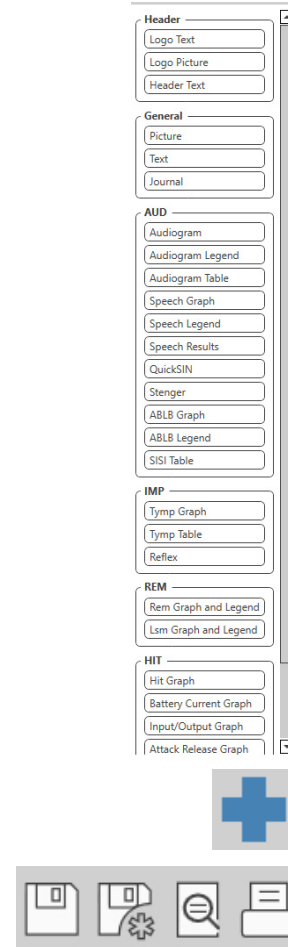 Header
Logo Text
Logo Picture
Header Text
General
Picture
Text
Journal
AUD
Audiogram
Audiogram Legend
Audiogram Table
Speech Graph
Speech Legend
Speech Results
QuickSIN
Stenger
ABLB Graph
ABLB Legend
SISI Table
IMP
Tymp Graph
Tymp Table
Reflex
REM
Rem Graph and Legend
Lsm Graph and Legend
HIT
Hit Graph
Battery Current Graph
Input/Output Graph
Attack Release Graph